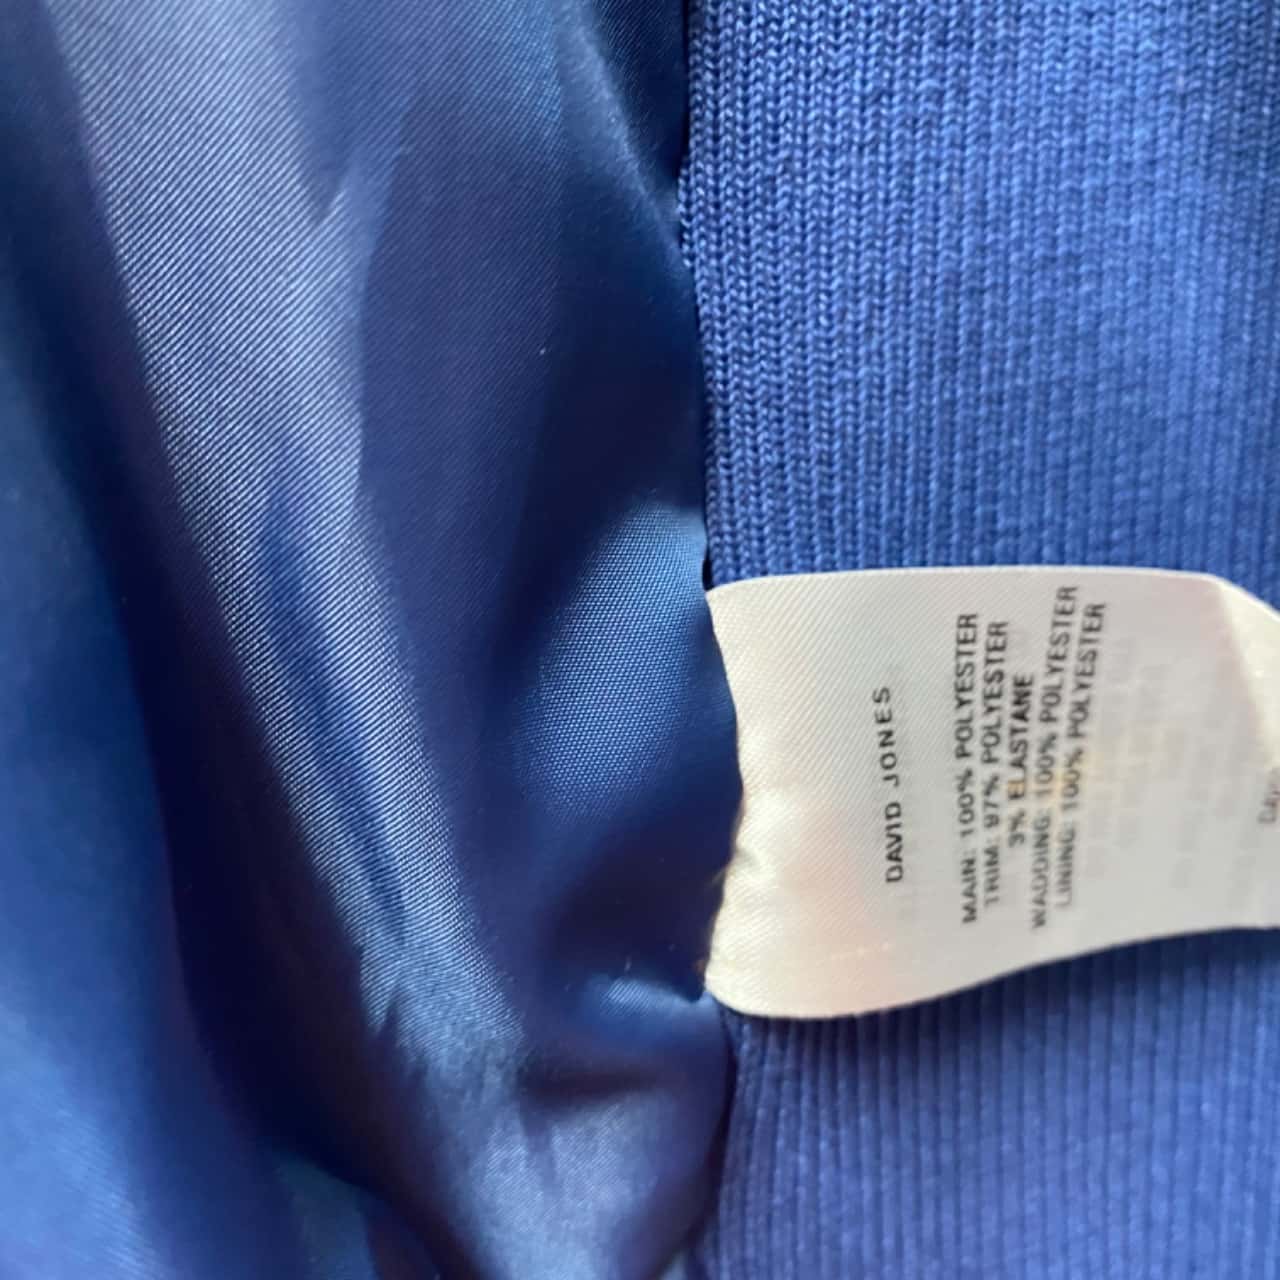 DAVID JONES
MAIN: 100% POLYESTER
TRIM: 97% POLYESTER
3% ELASTANE
WADDING: 100% POLYESTER
LINING: 100% POLYESTER